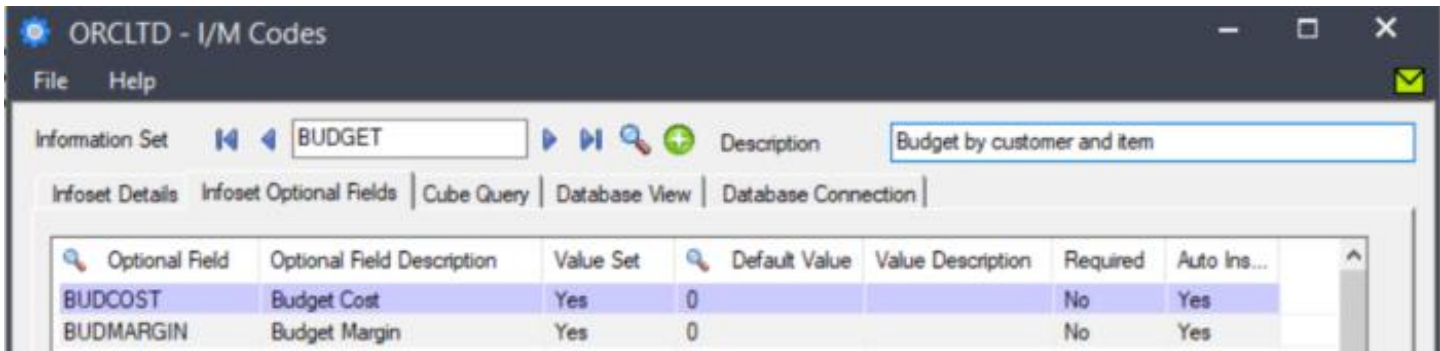 ORCLTD - I/M Codes
File Help
Information Set BUDGET Description Budget by customer and item
Infoset Details Infoset Optional Fields Cube Query Database View Database Connection
Optional Field Optional Field Description Value Set Default Value Value Description Required Auto Ins...
BUDCOST Budget Cost Yes 0 No Yes
BUDMARGIN Budget Margin Yes 0 No Yes